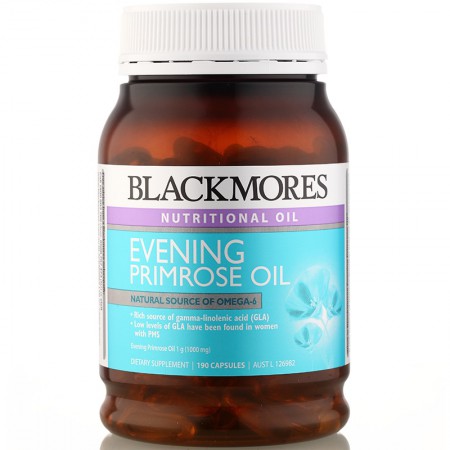 BLACKMORES
NUTRITIONAL OIL
EVENING
PRIMROSE OIL
NATURAL SOURCE OF OMEGA-6
• Rich source of gamma-linolenic acid (GLA)
• Low levels of GLA have been found in women
with PMS
Evening Primrose Oil 1 g (1000 mg)
DIETARY SUPPLEMENT | 190 CAPSULES | AUST L 126982